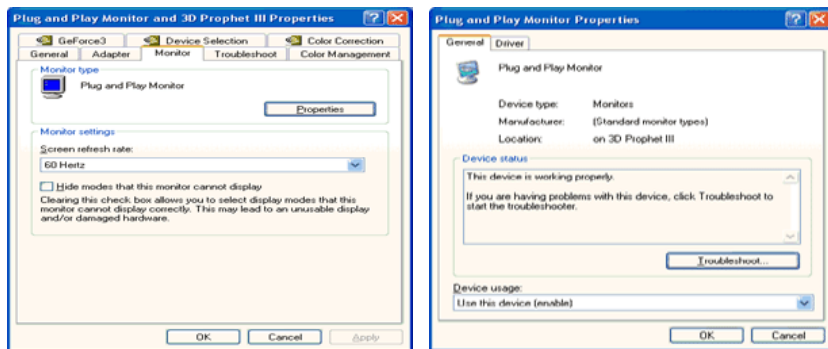 Plug and Play Monitor and 3D Prophet III Properties
GeForce3 Device Selection Color Correction
General Adapter Monitor Troubleshoot Color Management
Monitor type
Plug and Play Monitor
Properties
Monitor settings
Screen refresh rate:
60 Hertz
Hide modes that this monitor cannot display
Clearing this check box allows you to select display modes that this
monitor cannot display correctly. This may lead to an unusable display
and/or damaged hardware.
OK Cancel Apply
Plug and Play Monitor Properties
General Driver
Plug and Play Monitor
Device type: Monitors
Manufacturer: (Standard monitor types)
Location: on 3D Prophet III
Device status
This device is working properly.
If you are having problems with this device, click Troubleshoot to
start the troubleshooter.
Troubleshoot...
Device usage:
Use this device (enable)
OK Cancel